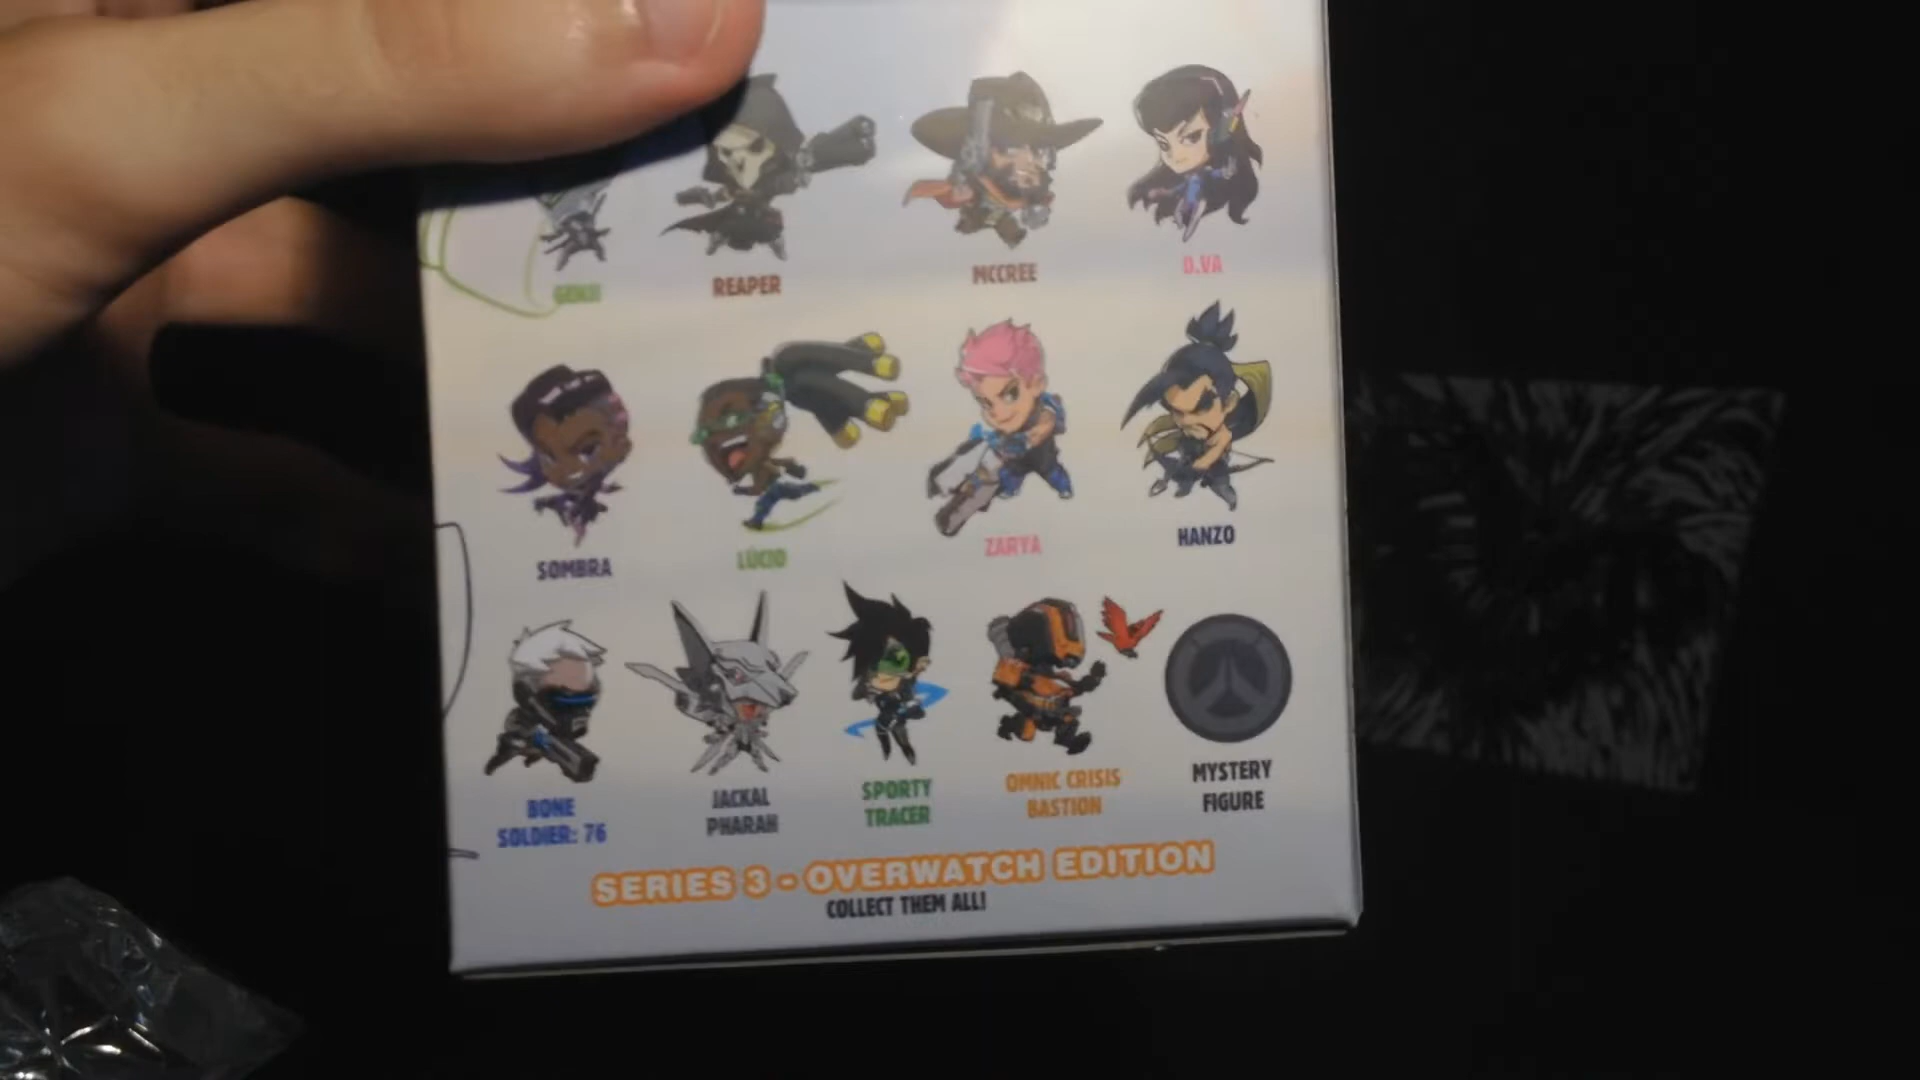 GENJI
REAPER
MCCREE
D.VA
SOMBRA
LÚCIO
ZARYA
HANZO
BONE
SOLDIER: 76
JACKAL
PHARAH
SPORTY
TRACER
OMNIC CRISIS
BASTION
MYSTERY
FIGURE
SERIES 3 - OVERWATCH EDITION
COLLECT THEM ALL!